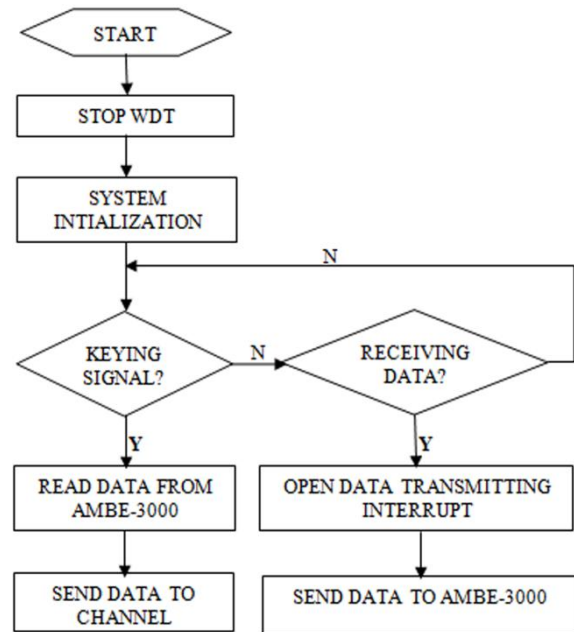 START
STOP WDT
SYSTEM
INTIALIZATION
N
KEYING
SIGNAL?
N
RECEIVING
DATA?
Y
Y
READ DATA FROM
AMBE-3000
OPEN DATA TRANSMITTING
INTERRUPT
SEND DATA TO
CHANNEL
SEND DATA TO AMBE-3000